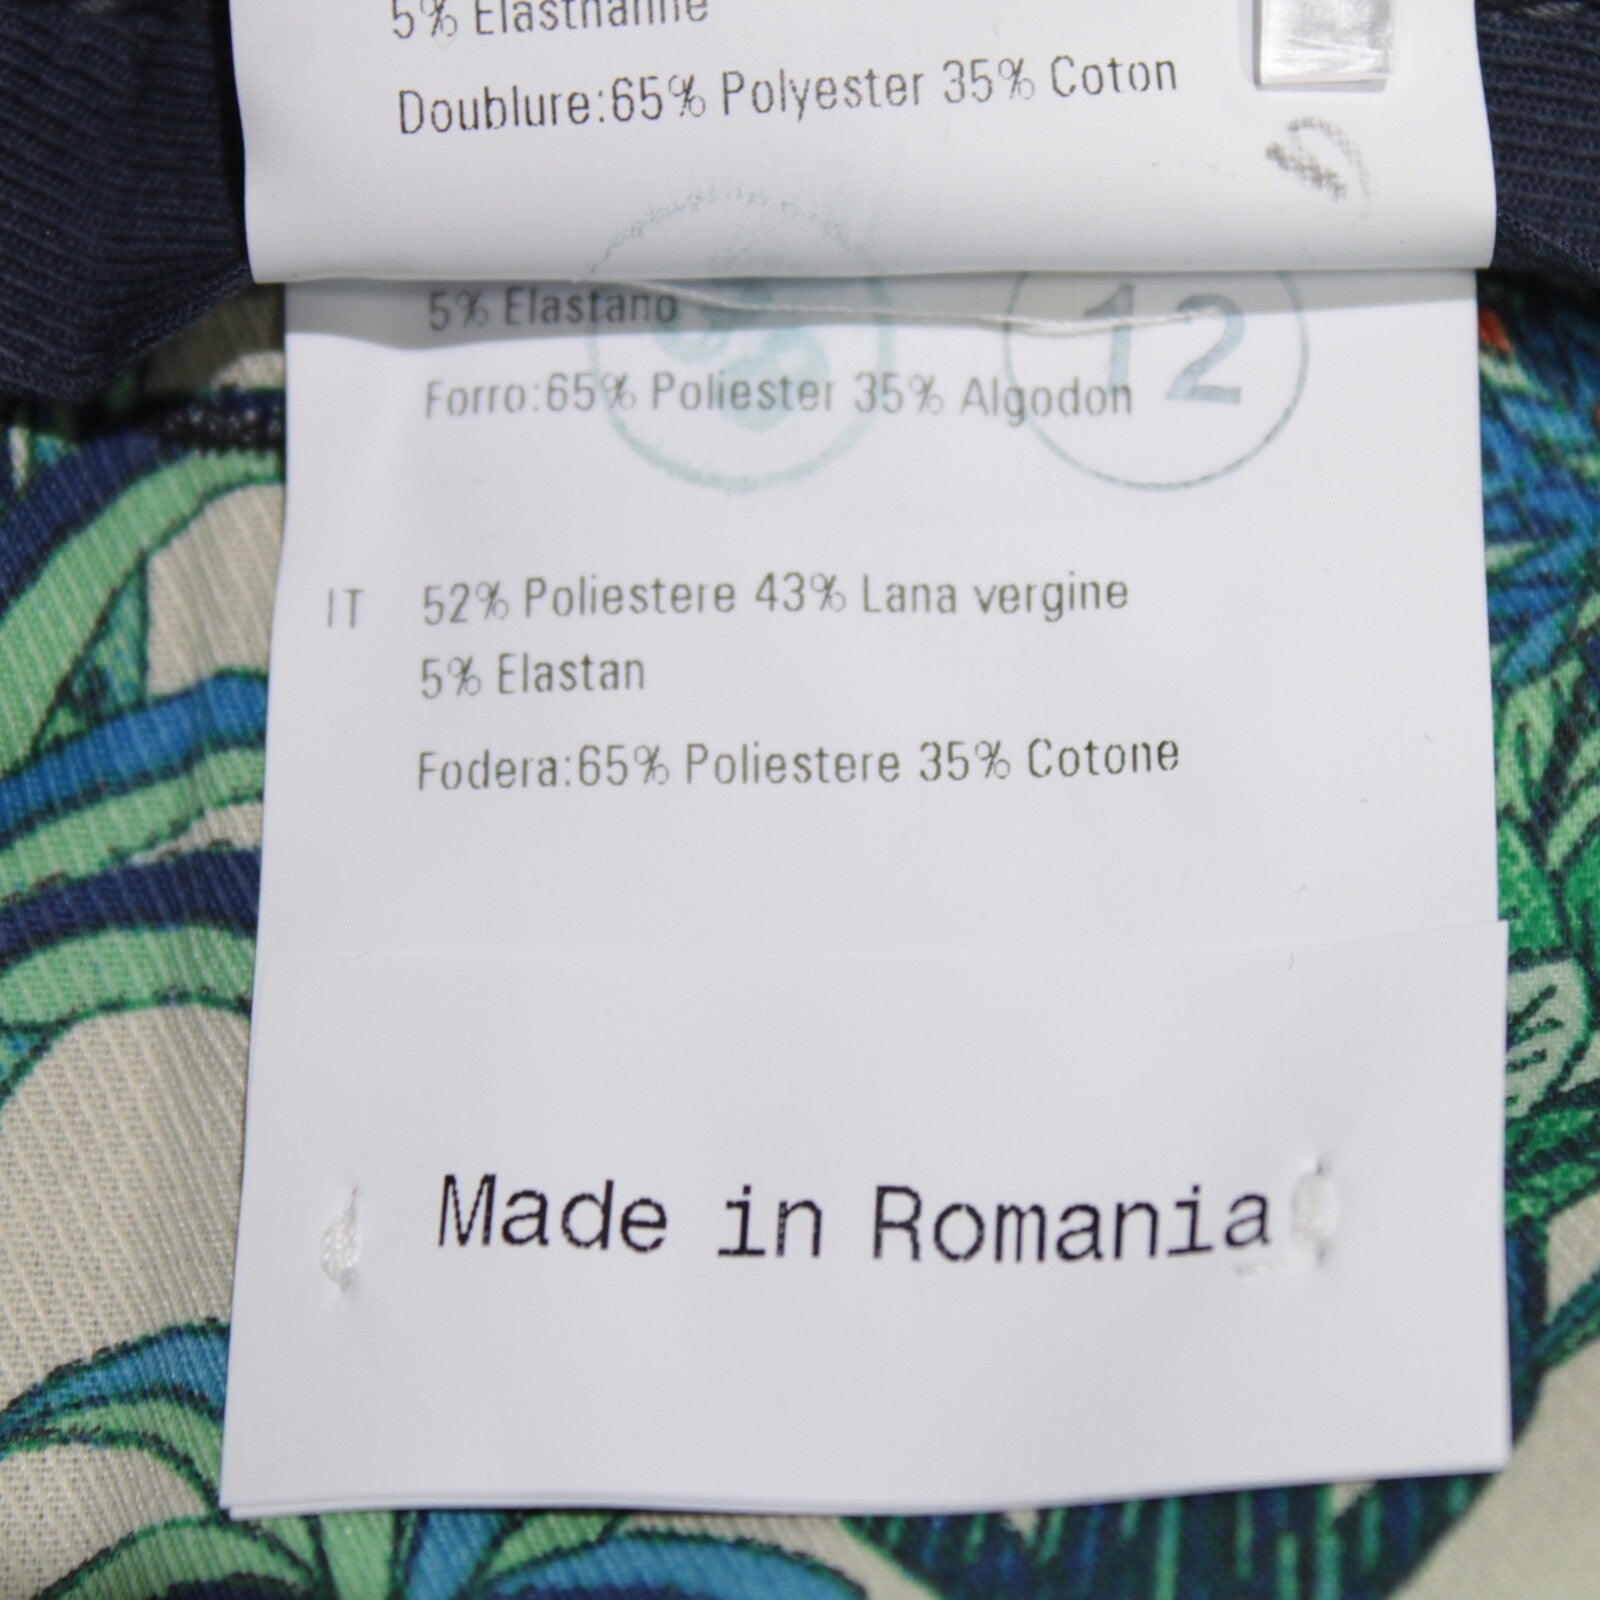 5% Elasthanne
Doublure:65% Polyester 35% Coton
5% Elastano
Forro:65% Poliester 35% Algodon
12
IT 52% Poliestere 43% Lana vergine
5% Elastan
Fodera:65% Poliestere 35% Cotone
Made in Romania